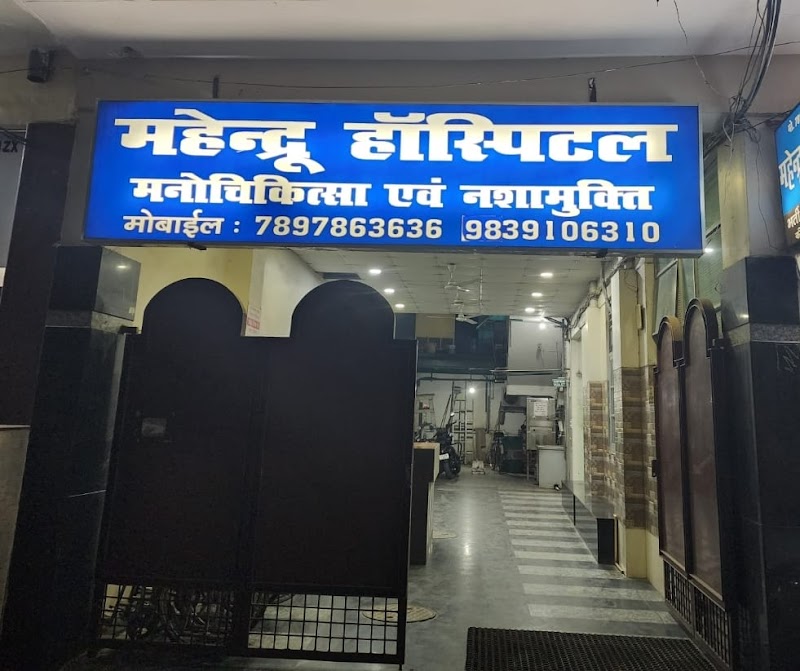 महेन्द्रू हॉस्पिटल
मनोचिकित्सा एवं नशामुक्ति
मोबाईल : 7897863636 9839106310